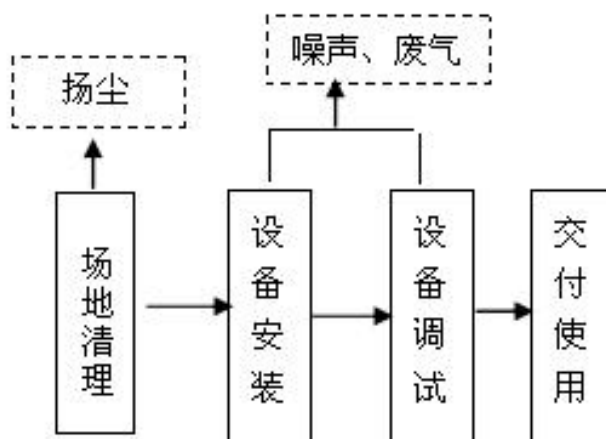 噪声、废气
扬尘
场地清理
设备安装
设备调试
交付使用